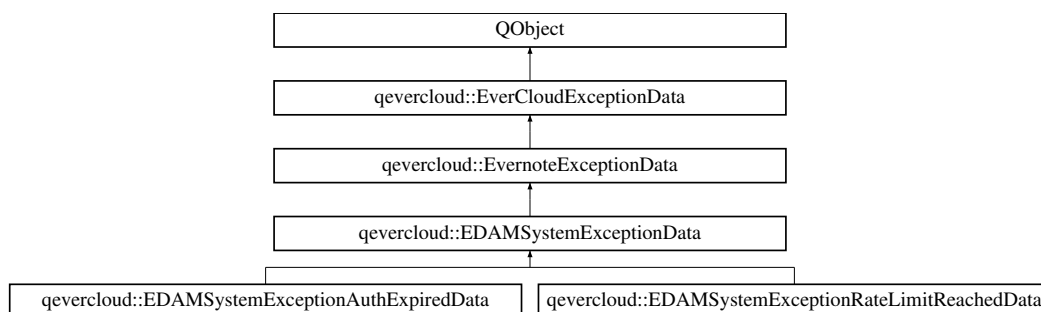 QObject
qevercloud::EverCloudExceptionData
qevercloud::EvernoteExceptionData
qevercloud::EDAMSystemExceptionData
qevercloud::EDAMSystemExceptionAuthExpiredData
qevercloud::EDAMSystemExceptionRateLimitReachedData